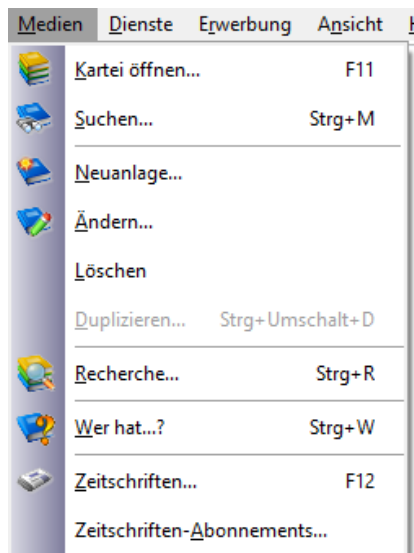 Medien Dienste Erwerbung Ansicht
Kartei öffnen... F11
Suchen... Strg+M
Neuanlage...
Ändern...
Löschen
Duplizieren... Strg+Umschalt+D
Recherche... Strg+R
Wer hat...? Strg+W
Zeitschriften... F12
Zeitschriften-Abonnements...